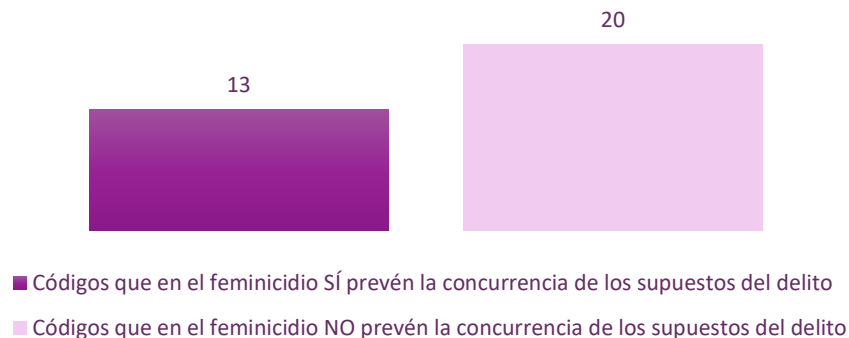 20
13
Códigos que en el feminicidio SÍ prevén la concurrencia de los supuestos del delito
Códigos que en el feminicidio NO prevén la concurrencia de los supuestos del delito